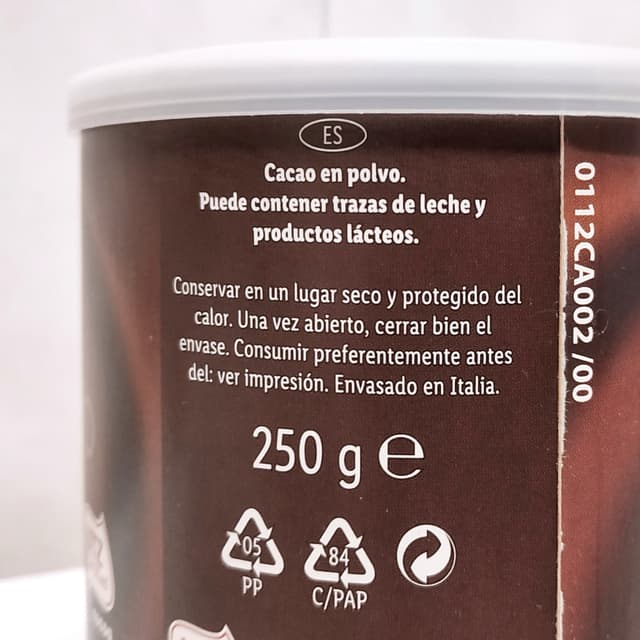 ES
Cacao en polvo.
Puede contener trazas de leche y
productos lácteos.
Conservar en un lugar seco y protegido del
calor. Una vez abierto, cerrar bien el
envase. Consumir preferentemente antes
del: ver impresión. Envasado en Italia.
250 g ℮
05
PP
84
C/PAP
0112CA002 /00